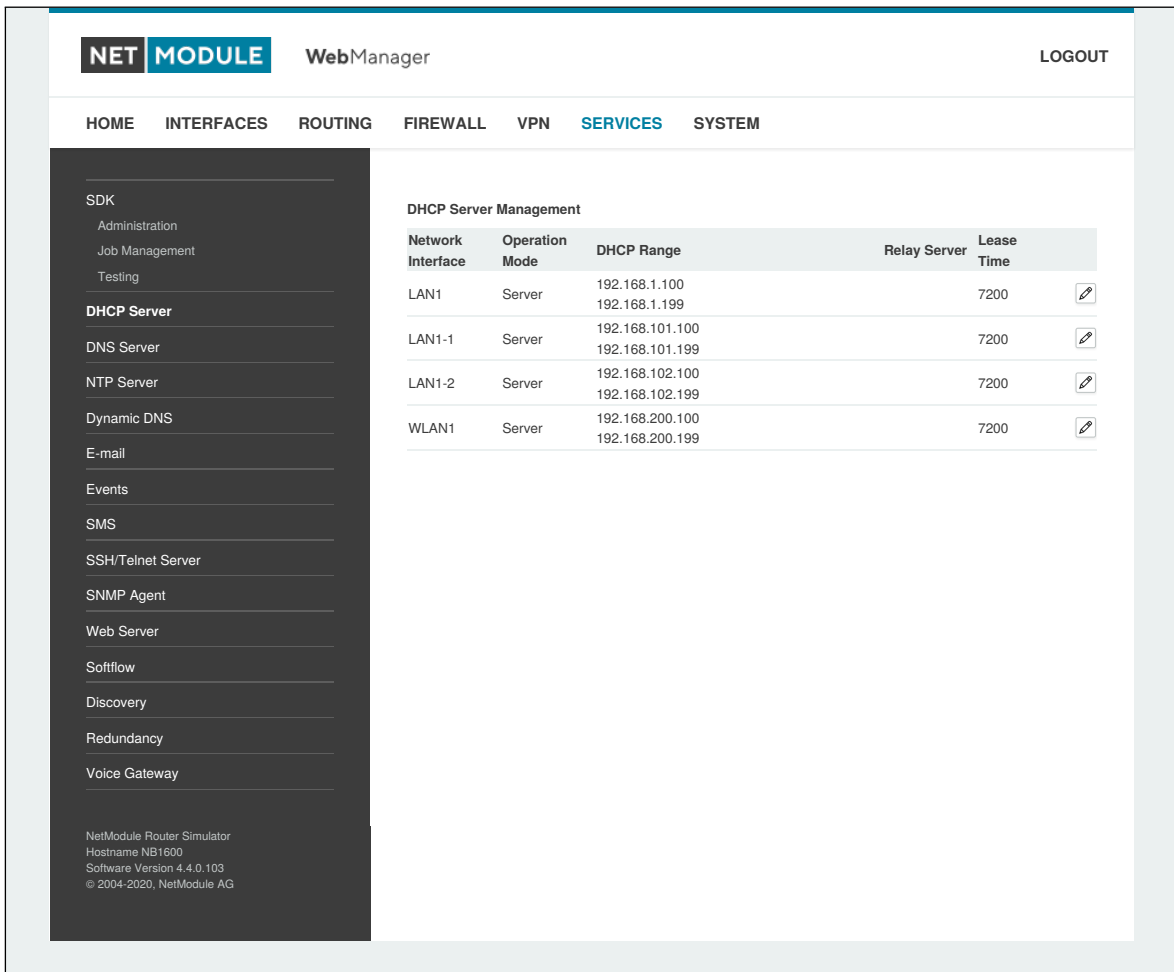 NET MODULE WebManager LOGOUT
HOME INTERFACES ROUTING FIREWALL VPN SERVICES SYSTEM
SDK
Administration
Job Management
Testing
DHCP Server
DNS Server
NTP Server
Dynamic DNS
E-mail
Events
SMS
SSH/Telnet Server
SNMP Agent
Web Server
Softflow
Discovery
Redundancy
Voice Gateway
NetModule Router Simulator
Hostname NB1600
Software Version 4.4.0.103
© 2004-2020, NetModule AG
DHCP Server Management
Network Interface Operation Mode DHCP Range Relay Server Lease Time
LAN1 Server 192.168.1.100 7200
192.168.1.199
LAN1-1 Server 192.168.101.100 7200
192.168.101.199
LAN1-2 Server 192.168.102.100 7200
192.168.102.199
WLAN1 Server 192.168.200.100 7200
192.168.200.199